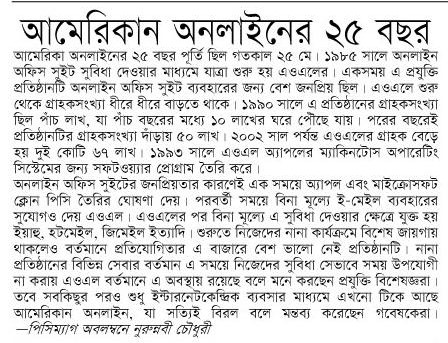 আমেরিকান অনলাইনের ২৫ বছর
আমেরিকা অনলাইনের ২৫ বছর পূর্তি ছিল গতকাল ২৫ মে। ১৯৮৫ সালে অনলাইন
অফিস সুইট সুবিধা দেওয়ার মাধ্যমে যাত্রা শুরু হয় এওএলের। একসময় এ প্রযুক্তি
প্রতিষ্ঠানটি অনলাইন অফিস সুইট ব্যবহারের জন্য বেশ জনপ্রিয় ছিল। এওএলে শুরু
থেকে গ্রাহকসংখ্যা ধীরে ধীরে বাড়তে থাকে। ১৯৯০ সালে এ প্রতিষ্ঠানের গ্রাহকসংখ্যা
ছিল পাঁচ লাখ, যা পাঁচ বছরের মধ্যে ১০ লাখের ঘরে পৌঁছে যায়। পরের বছরেই
প্রতিষ্ঠানটির গ্রাহকসংখ্যা দাঁড়ায় ৫০ লাখ। ২০০২ সাল পর্যন্ত এওএলের গ্রাহক বেড়ে
হয় দুই কোটি ৬৭ লাখ। ১৯৯৩ সালে এওএল অ্যাপলের ম্যাকিনটোস অপারেটিং
সিস্টেমের জন্য সফটওয়্যার প্রোগ্রাম তৈরি করে।
অনলাইন অফিস সুইটের জনপ্রিয়তার কারণেই এক সময়ে অ্যাপল এবং মাইক্রোসফট
ক্লোন পিসি তৈরির ঘোষণা দেয়। পরবর্তী সময়ে বিনা মূল্যে ই-মেইল ব্যবহারের
সুযোগও দেয় এওএল। এওএলের পর বিনা মূল্যে এ সুবিধা দেওয়ার ক্ষেত্রে যুক্ত হয়
ইয়াহু, হটমেইল, জিমেইল ইত্যাদি। শুরুতে নিজেদের নানা কার্যক্রমে বিশেষ জায়গায়
থাকলেও বর্তমানে প্রতিযোগিতার এ বাজারে বেশ ভালো নেই প্রতিষ্ঠানটি। নানা
প্রতিষ্ঠানের বিভিন্ন সেবার বর্তমান এ সময়ে নিজেদের সুবিধা সেভাবে সময় উপযোগী
না করায় এওএল বর্তমানে এ অবস্থায় রয়েছে বলে মনে করছেন প্রযুক্তি বিশেষজ্ঞরা।
তবে সবকিছুর পরও শুধু ইন্টারনেটকেন্দ্রিক ব্যবসার মাধ্যমে এখনো টিকে আছে
আমেরিকান অনলাইন, যা সত্যিই বিরল বলে মন্তব্য করেছেন গবেষকেরা।
—পিসিম্যাগ অবলম্বনে নুরুন্নবী চৌধুরী